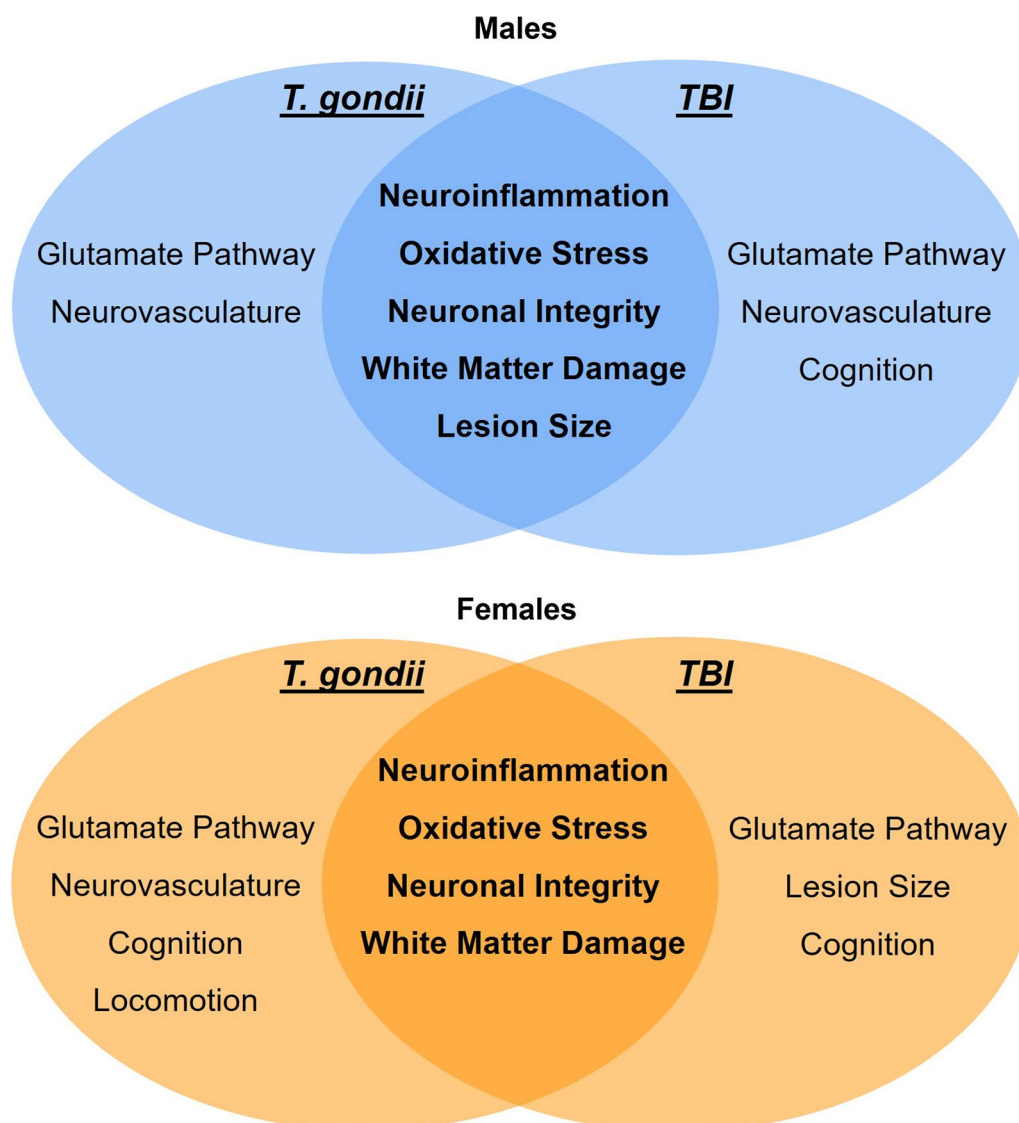 Males
T. gondii
TBI
Neuroinflammation
Oxidative Stress
Neuronal Integrity
White Matter Damage
Lesion Size
Glutamate Pathway
Neurovasculature
Glutamate Pathway
Neurovasculature
Cognition
Females
T. gondii
TBI
Neuroinflammation
Oxidative Stress
Neuronal Integrity
White Matter Damage
Glutamate Pathway
Neurovasculature
Cognition
Locomotion
Glutamate Pathway
Lesion Size
Cognition